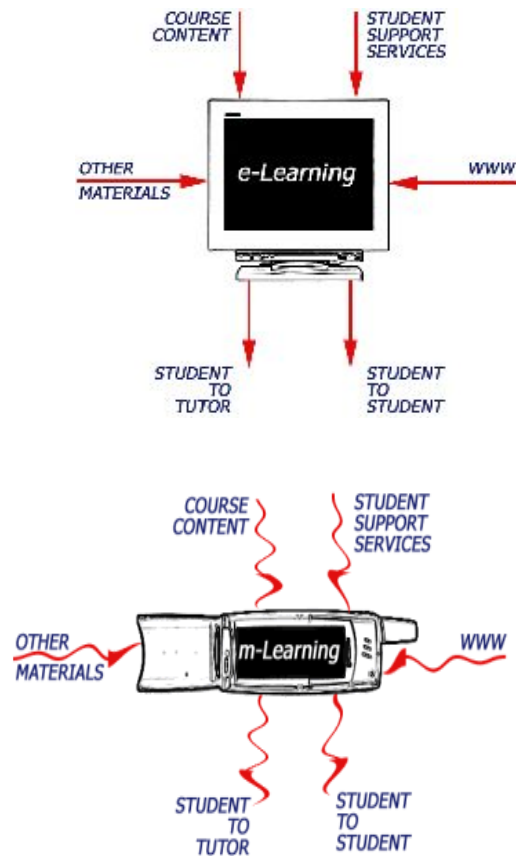 COURSE
CONTENT
STUDENT
SUPPORT
SERVICES
e-Learning
OTHER
MATERIALS
WWW
STUDENT
TO
TUTOR
STUDENT
TO
STUDENT
COURSE
CONTENT
STUDENT
SUPPORT
SERVICES
m-Learning
OTHER
MATERIALS
WWW
STUDENT
TO
TUTOR
STUDENT
TO
STUDENT